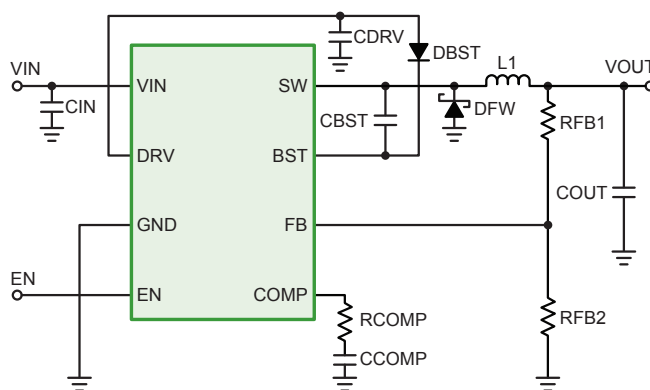 CDRV
DBST
VIN
L1
VOUT
VIN
SW
CIN
CBST
DFW
RFB1
DRV
BST
COUT
GND
FB
EN
EN
COMP
RCOMP
RFB2
CCOMP